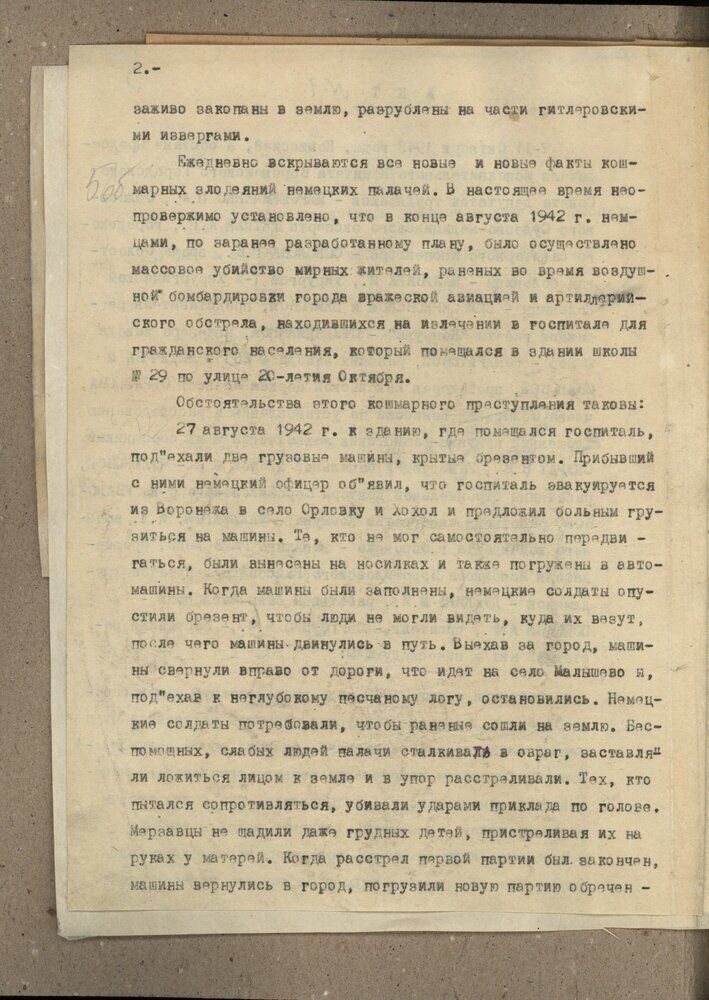 2.-
заживо закопаны в землю, разрублены на части гитлеровски-
ми извергами.
Ежедневно вскрываются все новые и новые факты кош-
марных злодеяний немецких палачей. В настоящее время нео-
провержимо установлено, что в конце августа 1942 г. нем-
цами, по заранее разработанному плану, было осуществлено
массовое убийство мирных жителей, раненых во время воздуш-
ной бомбардировки города вражеской авиацией и артиллерий-
ского обстрела, находившихся на излечении в госпитале для
гражданского населения, который помещался в здании школы
№ 29 по улице 20-летия Октября.
Обстоятельства этого кошмарного преступления таковы:
27 августа 1942 г. к зданию, где помещался госпиталь,
под"ехали две грузовые машины, крытые брезентом. Прибывший
с ними немецкий офицер об"явил, что госпиталь эвакуируется
из Воронежа в село Орловку и Хохол и предложил больным гру-
зиться на машины. Те, кто не мог самостоятельно передви -
гаться, были вынесены на носилках и также погружены в авто-
машины. Когда машины были заполнены, немецкие солдаты опу-
стили брезент, чтобы люди не могли видеть, куда их везут,
после чего машины двинулись в путь. Выехав за город, маши-
ны свернули вправо от дороги, что идет на село Малышево и,
под"ехав к неглубокому песчаному логу, остановились. Немец-
кие солдаты потребовали, чтобы раненые сошли на землю. Бес-
помощных, слабых людей палачи сталкивали в овраг, заставля-
ли ложиться лицом к земле и в упор расстреливали. Тех, кто
пытался сопротивляться, убивали ударами приклада по голове.
Мерзавцы не щадили даже грудных детей, пристреливая их на
руках у матерей. Когда расстрел первой партии был закончен,
машины вернулись в город, погрузили новую партию обречен -